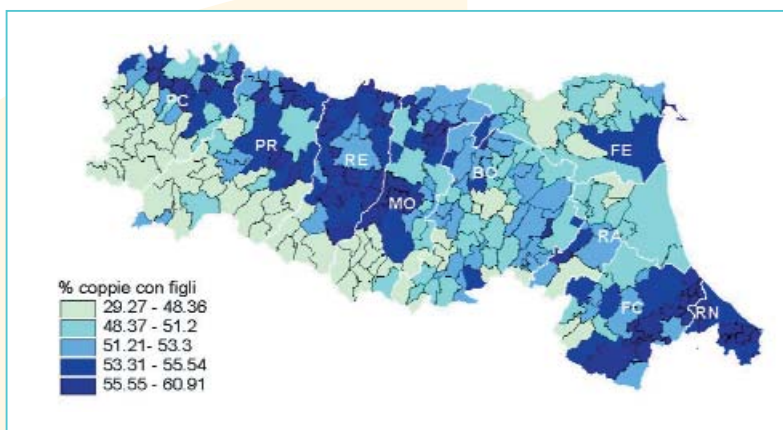 PC
PR
RE
MO
BO
FE
RA
FC
RN
% coppie con figli
29.27 - 48.36
48.37 - 51.2
51.21 - 53.3
53.31 - 55.54
55.55 - 60.91